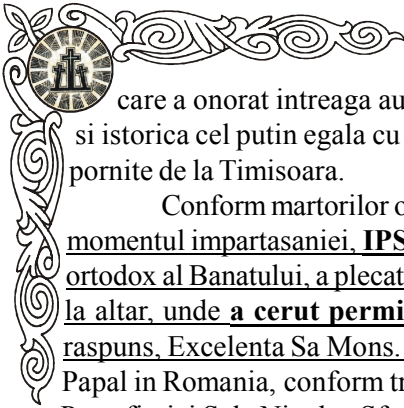 care a onorat intreaga au
si istorica cel putin egala cu
pornite de la Timisoara.
Conform martorilor o
momentul impartasaniei, IPS
ortodox al Banatului, a plecat
la altar, unde a cerut permi
raspuns, Excelenta Sa Mons.
Papal in Romania, conform tr